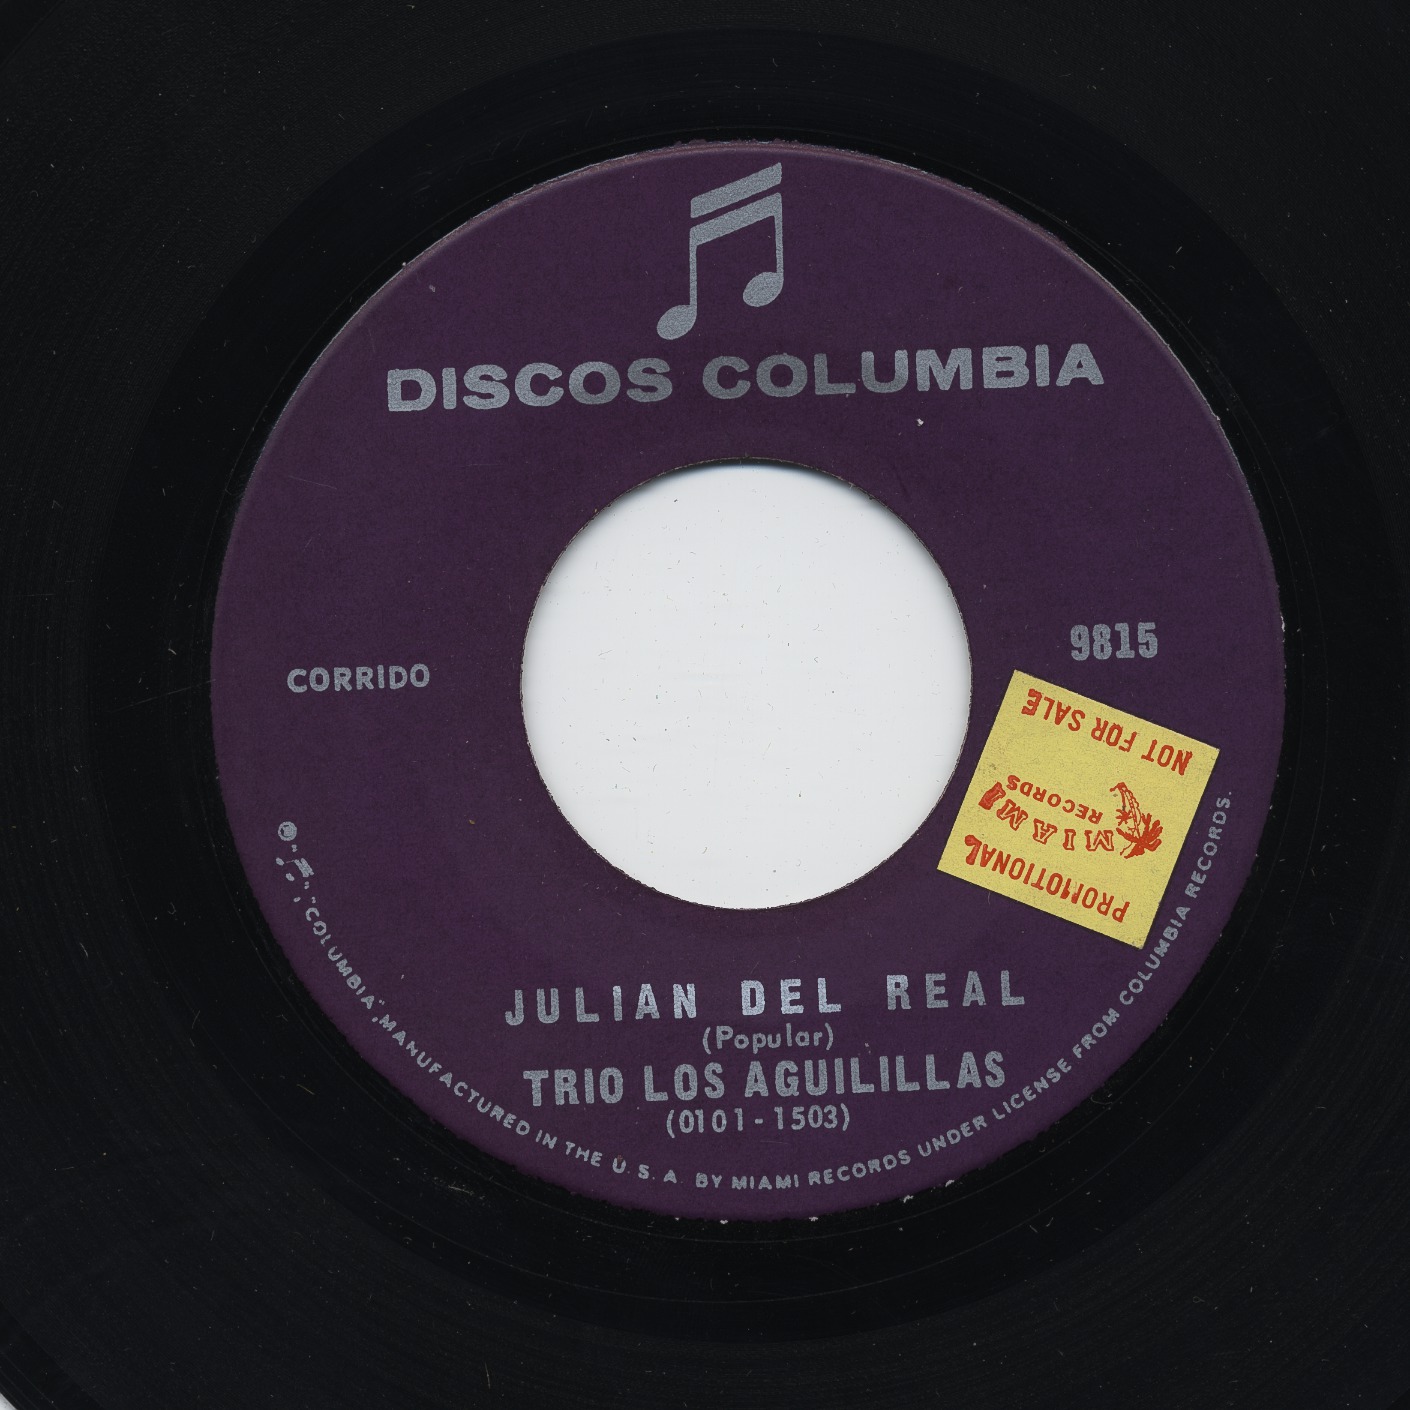 DISCOS COLUMBIA
CORRIDO
9815
PROMOTIONAL
MIAMI
RECORDS
NOT FOR SALE
JULIAN DEL REAL
(Popular)
TRIO LOS AGUILILLAS
(0101-1503)
"COLUMBIA," MANUFACTURED IN THE U.S.A. BY MIAMI RECORDS UNDER LICENSE FROM COLUMBIA RECORDS.